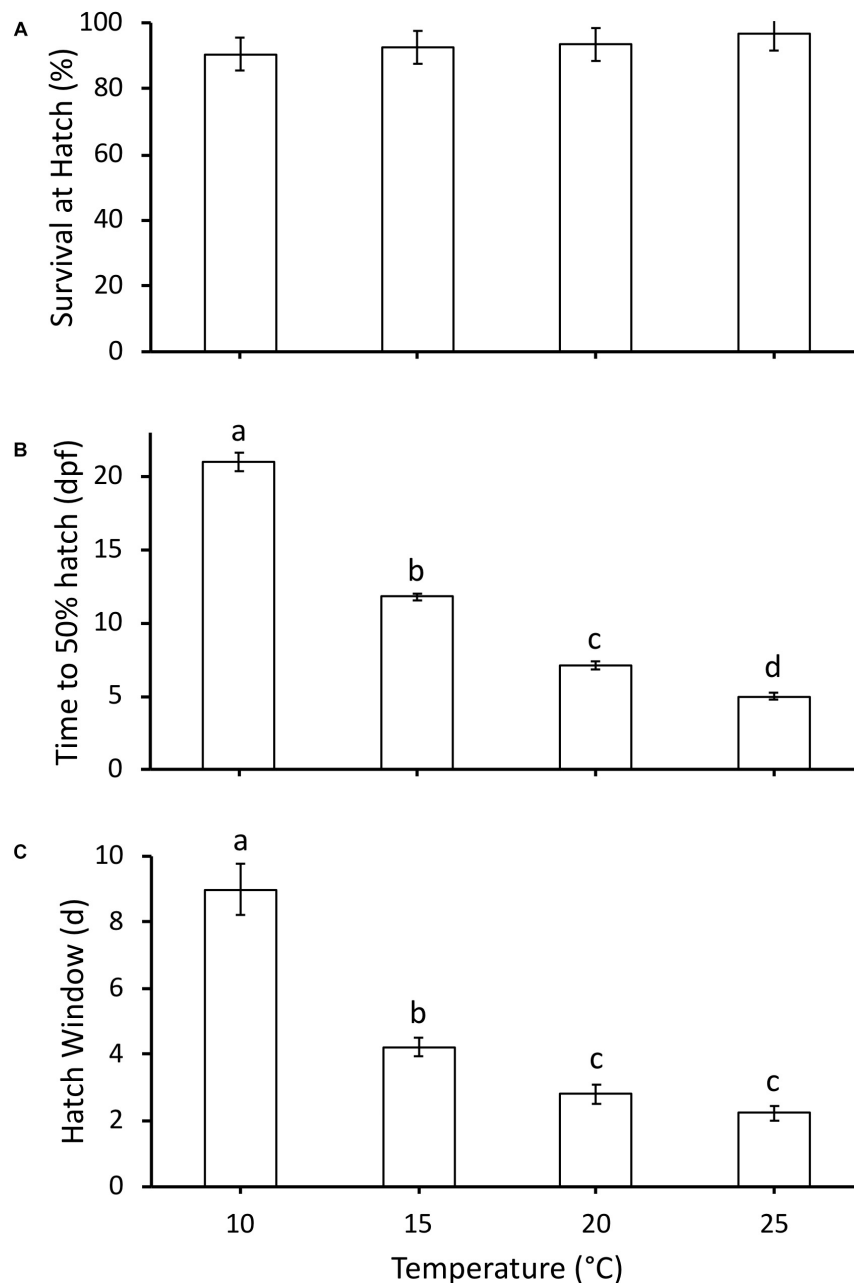 A
Survival at Hatch (%)
100
80
60
40
20
0
B
Time to 50% hatch (dpf)
20
15
10
5
0
a
b
c
d
C
Hatch Window (d)
10
8
6
4
2
0
a
b
c
c
10 15 20 25
Temperature (°C)